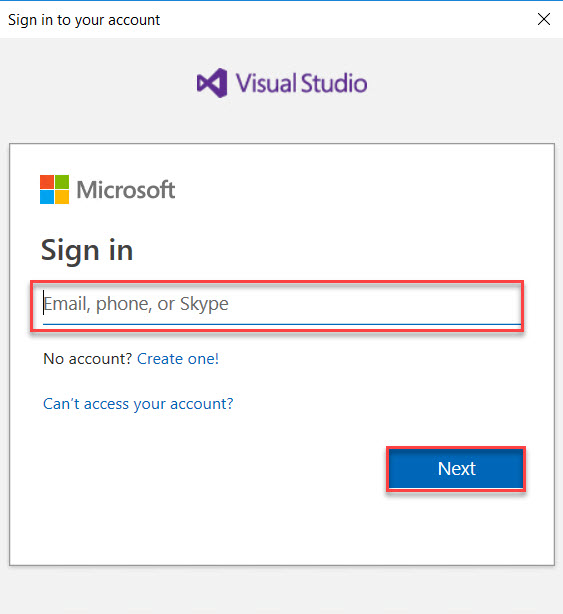 Sign in to your account
Visual Studio
Microsoft
Sign in
Email, phone, or Skype
No account? Create one!
Can't access your account?
Next